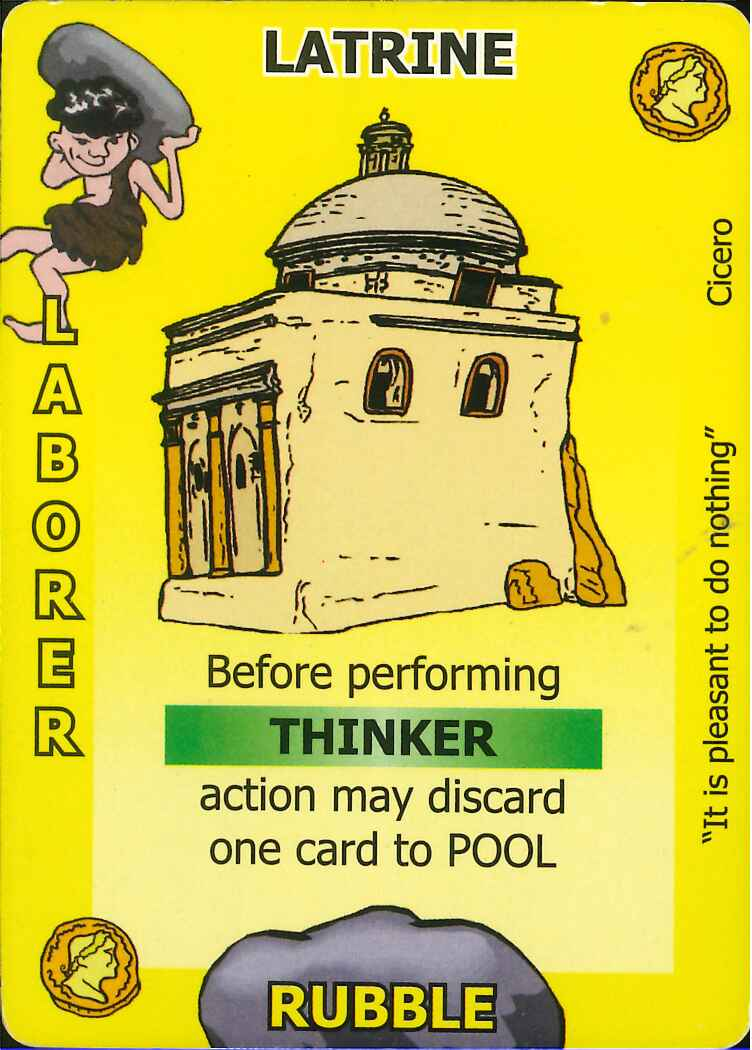 LATRINE
LABORER
Before performing
THINKER
action may discard
one card to POOL
"It is pleasant to do nothing"
Cicero
RUBBLE